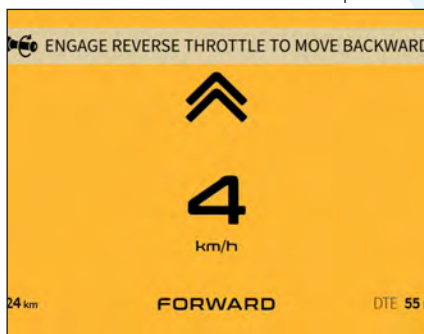 ENGAGE REVERSE THROTTLE TO MOVE BACKWARD
4
km/h
24 km FORWARD DTE 55